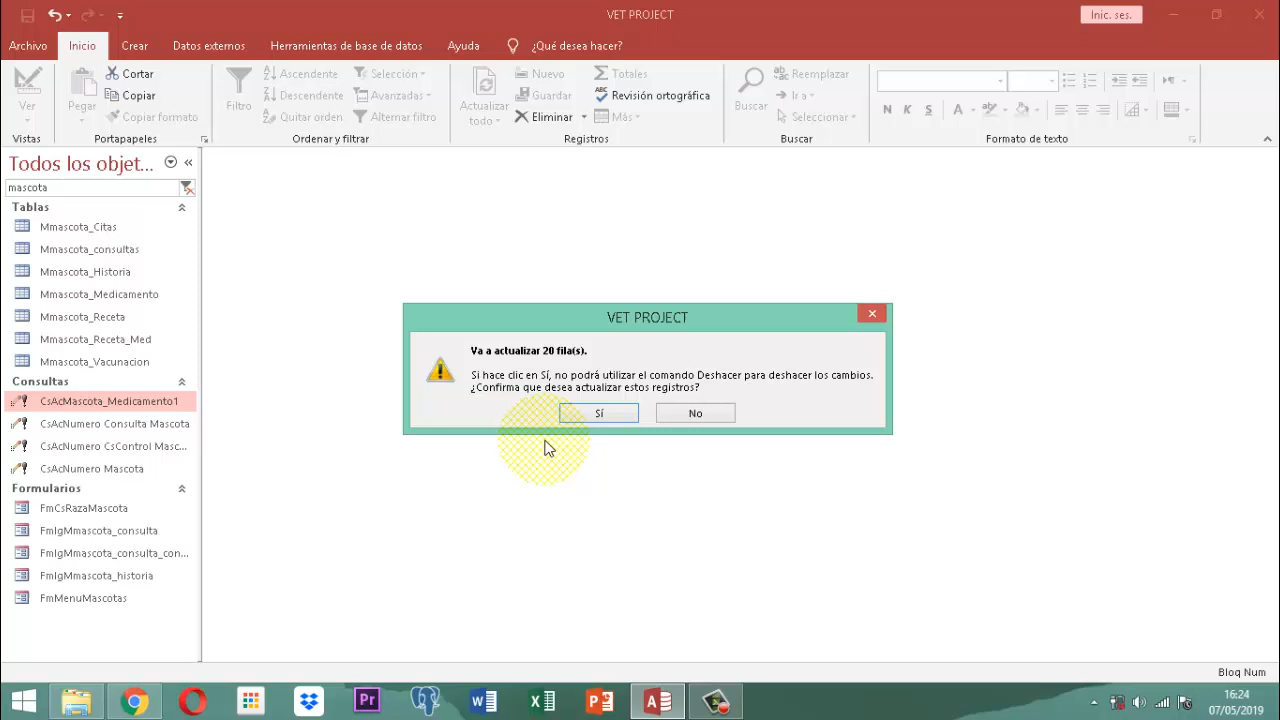 VET PROJECT
Inic. ses.
Archivo
Inicio
Crear
Datos externos
Herramientas de base de datos
Ayuda
¿Qué desea hacer?
Ver
Pegar
Cortar
Copiar
Copiar formato
Filtro
Ascendente
Descendente
Quitar orden
Selección
Avanzadas
Alternar filtro
Actualizar
todo
Nuevo
Guardar
Eliminar
Totales
Revisión ortográfica
Más
Buscar
Reemplazar
Ir a
Seleccionar
N K S
A
Vistas
Portapapeles
Ordenar y filtrar
Registros
Buscar
Formato de texto
Todos los objet...
mascota
Tablas
Mmascota_Citas
Mmascota_consultas
Mmascota_Historia
Mmascota_Medicamento
Mmascota_Receta
Mmascota_Receta_Med
Mmascota_Vacunacion
Consultas
CsAcMascota_Medicamento1
CsAcNumero Consulta Mascota
CsAcNumero CsControl Masc...
CsAcNumero Mascota
Formularios
FmCsRazaMascota
FmIgMmascota_consulta
FmIgMmascota_consulta_con...
FmIgMmascota_historia
FmMenuMascotas
VET PROJECT
Va a actualizar 20 fila(s).
Si hace clic en Sí, no podrá utilizar el comando Deshacer para deshacer los cambios.
¿Confirma que desea actualizar estos registros?
Sí
No
Bloq Num
Pr
16:24
07/05/2019